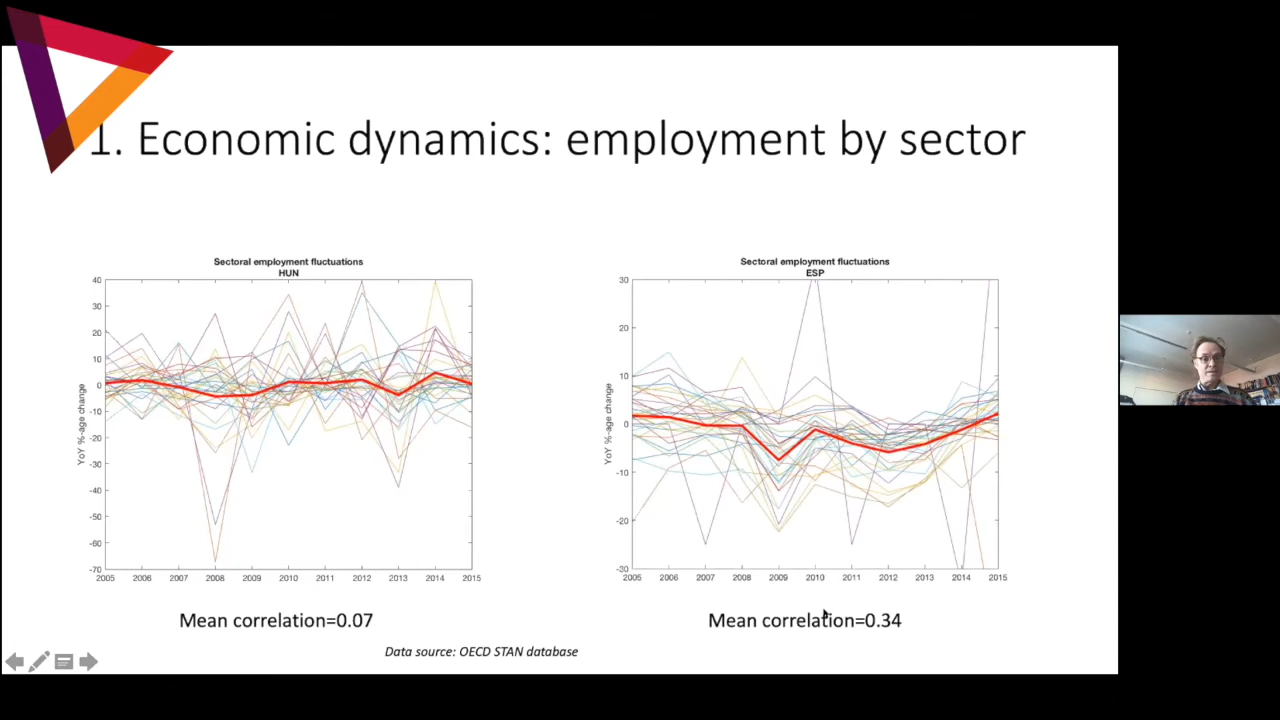 1. Economic dynamics: employment by sector
Sectoral employment fluctuations
HUN
YoY %-age change
40
30
20
10
0
-10
-20
-30
-40
-50
-60
-70
2005 2006 2007 2008 2009 2010 2011 2012 2013 2014 2015
Mean correlation=0.07
Sectoral employment fluctuations
ESP
YoY %-age change
30
20
10
0
-10
-20
-30
2005 2006 2007 2008 2009 2010 2011 2012 2013 2014 2015
Mean correlation=0.34
Data source: OECD STAN database